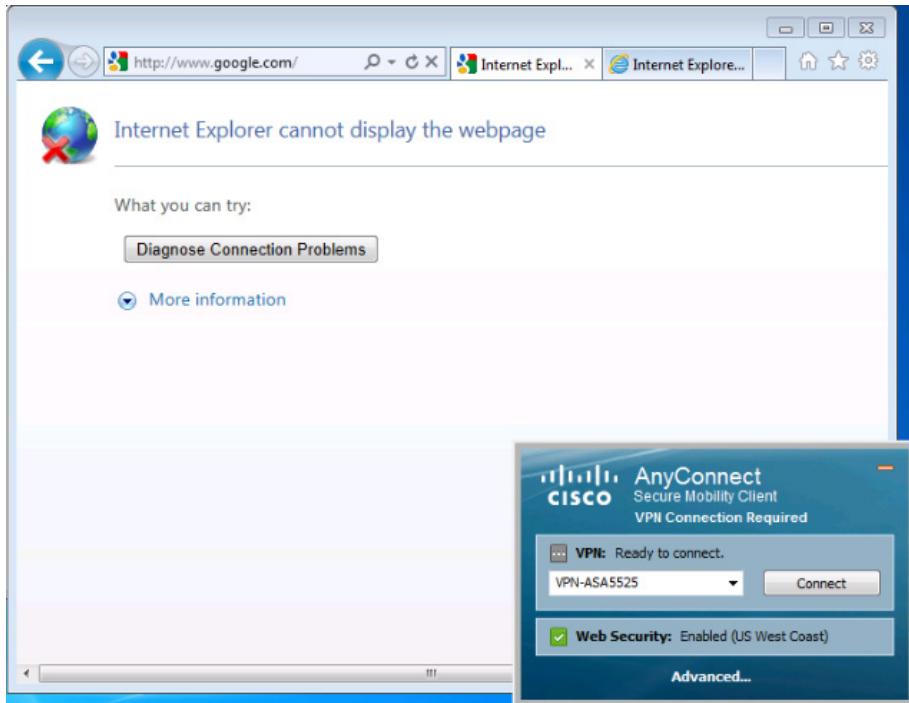 http://www.google.com/
Internet Expl...
Internet Explore...
Internet Explorer cannot display the webpage
What you can try:
Diagnose Connection Problems
More information
CISCO
AnyConnect
Secure Mobility Client
VPN Connection Required
VPN: Ready to connect.
VPN-ASA5525
Connect
Web Security: Enabled (US West Coast)
Advanced...